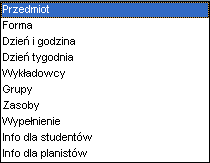 Przedmiot
Forma
Dzień i godzina
Dzień tygodnia
Wykładowcy
Grupy
Zasoby
Wypełnienie
Info dla studentów
Info dla planistów